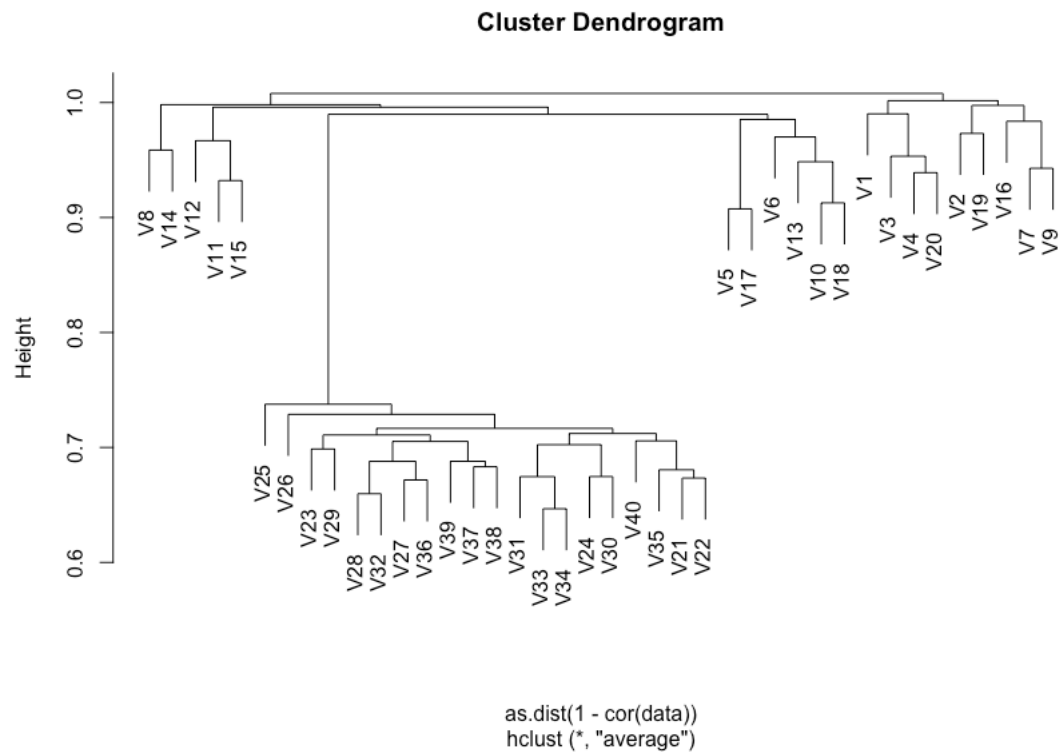 Cluster Dendrogram
Height
1.0
0.9
0.8
0.7
0.6
V8
V14
V12
V11
V15
V25
V26
V23
V29
V28
V32
V27
V36
V39
V37
V38
V31
V33
V34
V24
V30
V40
V35
V21
V22
V5
V17
V6
V13
V10
V18
V1
V3
V4
V20
V2
V19
V16
V7
V9
as.dist(1 - cor(data))
hclust (*, "average")